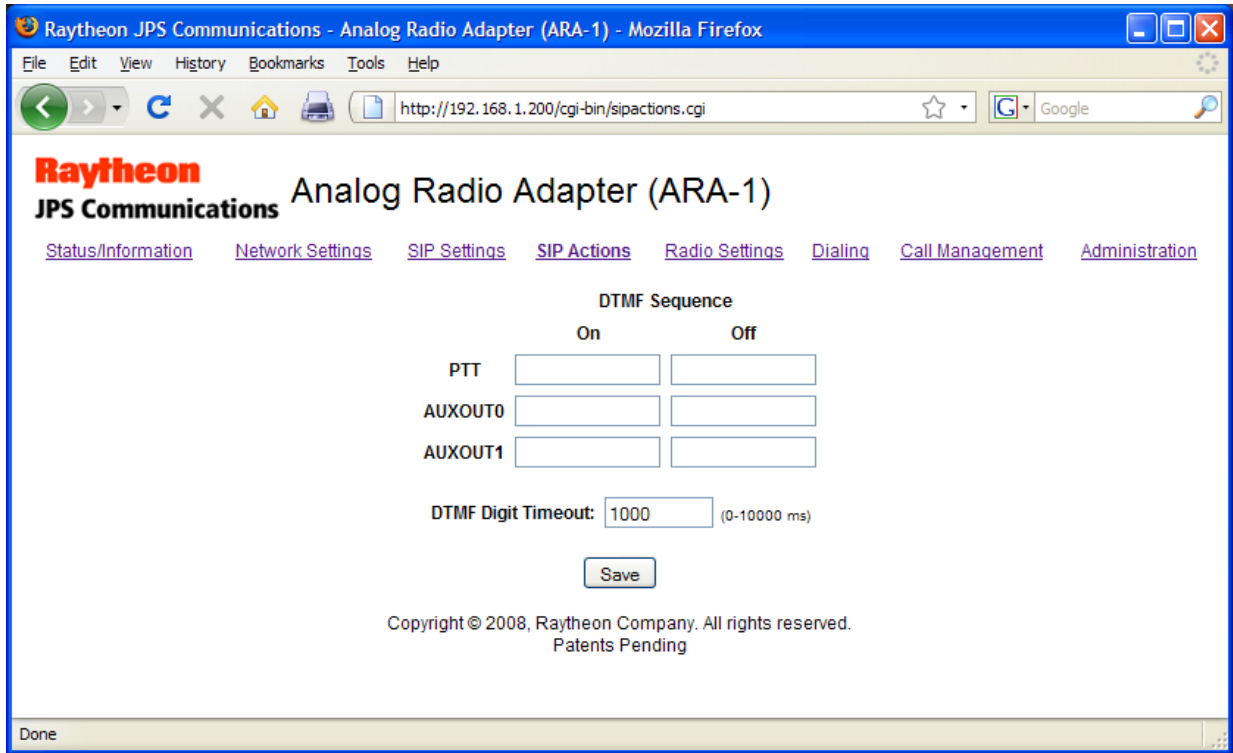 Raytheon JPS Communications - Analog Radio Adapter (ARA-1) - Mozilla Firefox
File Edit View History Bookmarks Tools Help
http://192.168.1.200/cgi-bin/sipactions.cgi G Google
Raytheon
JPS Communications
Analog Radio Adapter (ARA-1)
Status/Information Network Settings SIP Settings SIP Actions Radio Settings Dialing Call Management Administration
DTMF Sequence
On Off
PTT
AUXOUT0
AUXOUT1
DTMF Digit Timeout: 1000 (0-10000 ms)
Save
Copyright © 2008, Raytheon Company. All rights reserved.
Patents Pending
Done